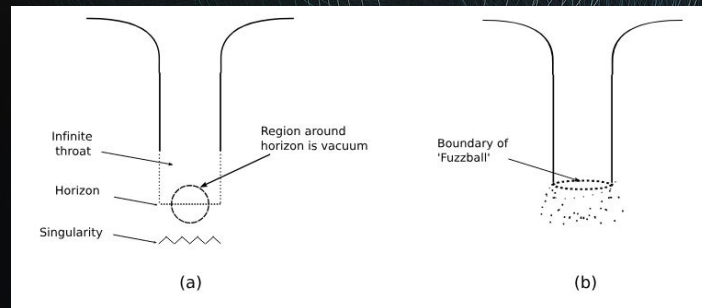 Infinite
throat
Region around
horizon is vacuum
Horizon
Singularity
(a)
Boundary of
'Fuzzball'
(b)